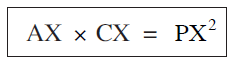 AX × CX = PX²